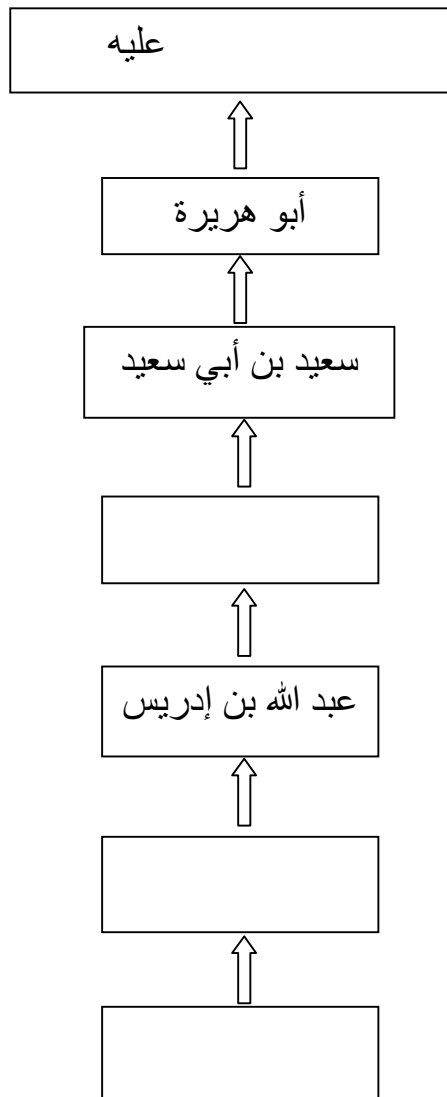 عليه
أبو هريرة
سعيد بن أبي سعيد
عبد الله بن إدريس